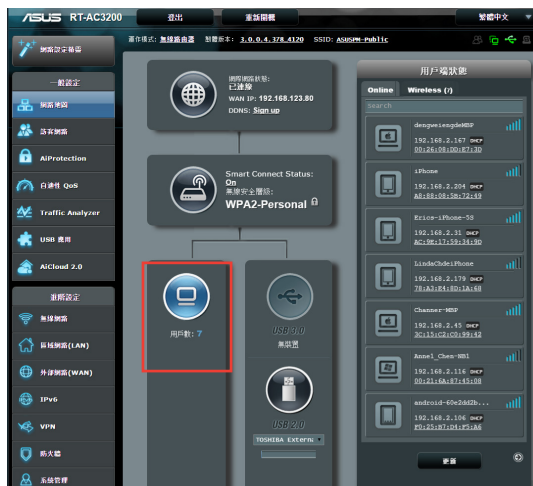 ASUS RT-AC3200
登出
重新開機
繁體中文
運作模式: 無線路由器 韌體版本: 3.0.0.4.378_4120 SSID: ASUSPM-Public
網路設定精靈
一般設定
網路地圖
訪客網路
AiProtection
自適性 QoS
Traffic Analyzer
USB 應用
AiCloud 2.0
進階設定
無線網路
區域網路(LAN)
外部網路(WAN)
IPv6
VPN
防火牆
系統管理
網際網路狀態:
已連線
WAN IP: 192.168.123.80
DDNS: Sign up
Smart Connect Status:
On
無線安全層級:
WPA2-Personal
用戶數: 7
USB 3.0
無裝置
USB 2.0
TOSHIBA Extern
用戶端狀態
Online Wireless (7)
Search
dengweiengdeMBP
192.168.2.167 DHCP
00:26:08:DD:E7:3D
iPhone
192.168.2.204 DHCP
A8:88:08:5B:72:49
Erics-iPhone-5S
192.168.2.31 DHCP
AC:9E:17:59:34:9D
LindaChdeiPhone
192.168.2.179 DHCP
78:A3:E4:8D:1A:68
Channer-MBP
192.168.2.45 DHCP
3C:15:C2:C0:99:42
Annel_Chen-NB1
192.168.2.116 DHCP
00:21:6A:87:45:08
android-60e2dd2b...
192.168.2.106 DHCP
F0:25:B7:D4:F5:A6
更新